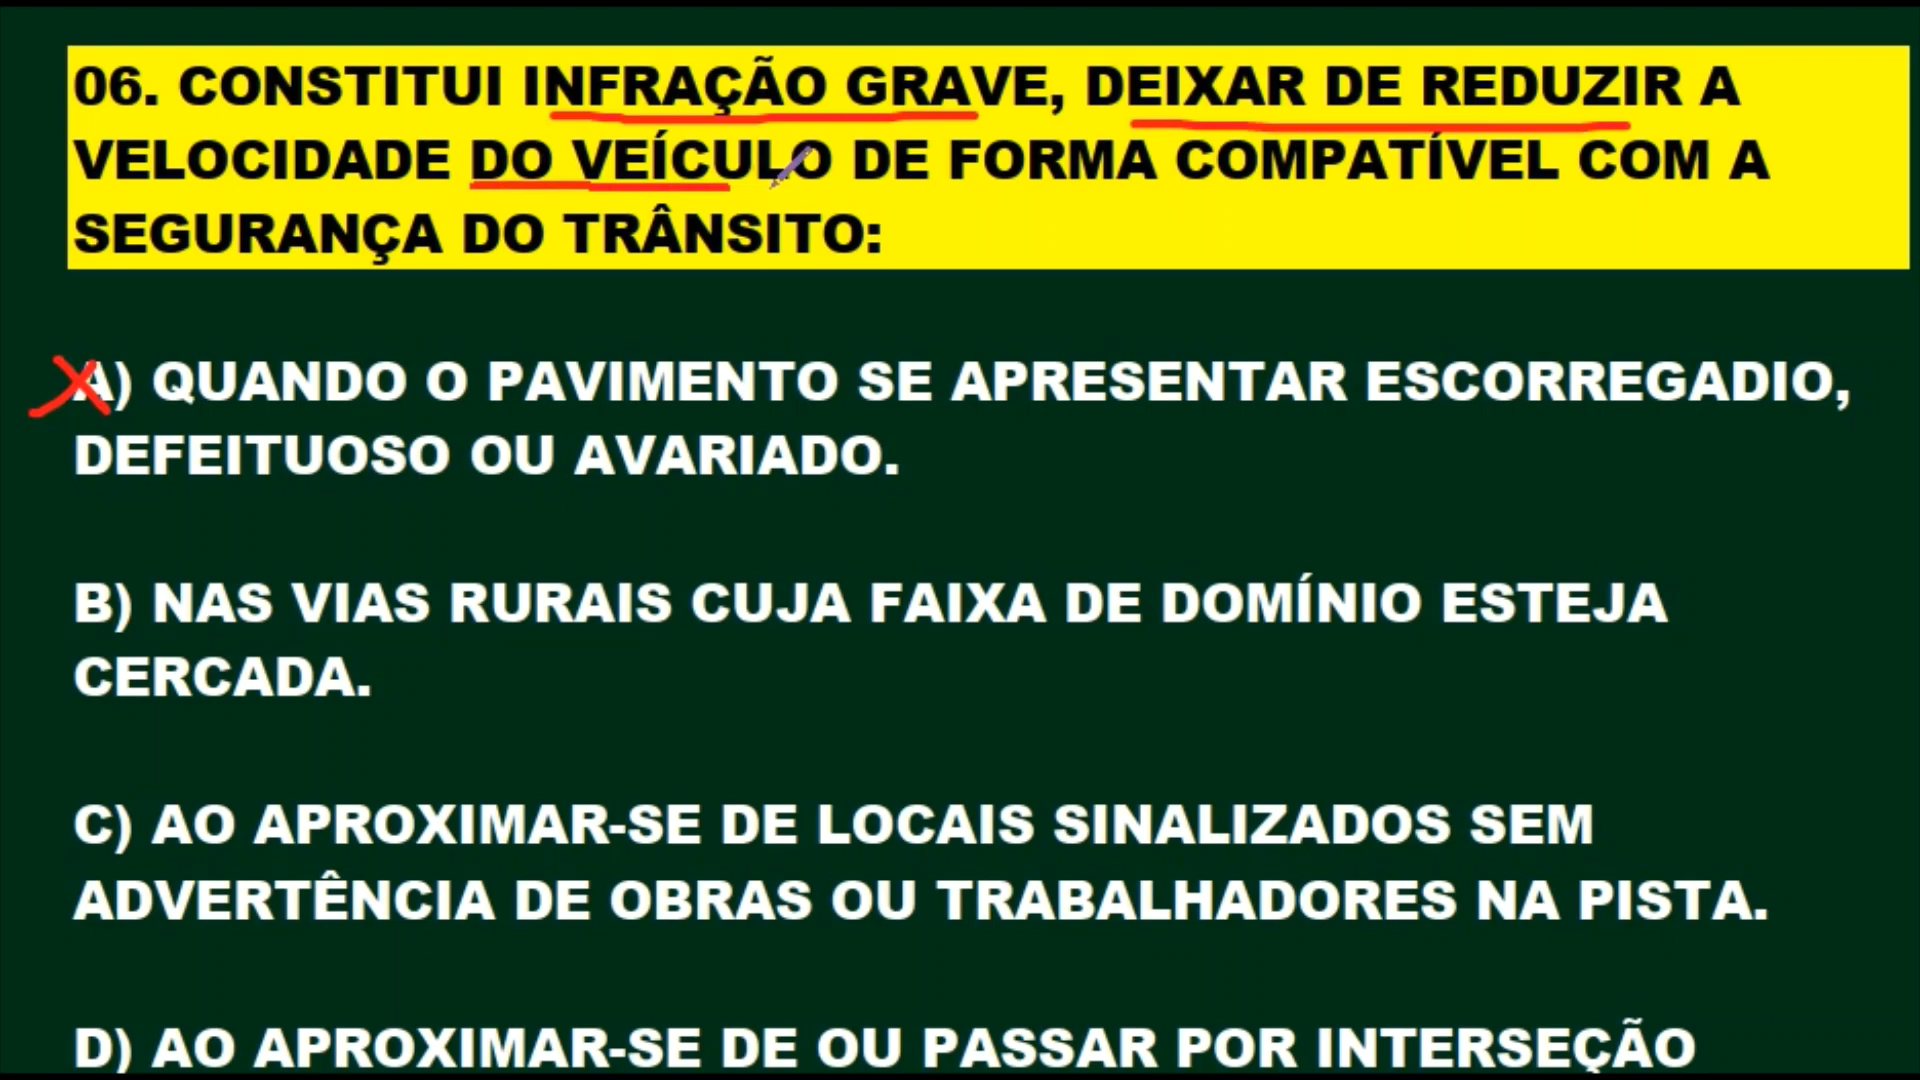 06. CONSTITUI INFRAÇÃO GRAVE, DEIXAR DE REDUZIR A
VELOCIDADE DO VEÍCULO DE FORMA COMPATÍVEL COM A
SEGURANÇA DO TRÂNSITO:
A) QUANDO O PAVIMENTO SE APRESENTAR ESCORREGADIO,
DEFEITUOSO OU AVARIADO.
B) NAS VIAS RURAIS CUJA FAIXA DE DOMÍNIO ESTEJA
CERCADA.
C) AO APROXIMAR-SE DE LOCAIS SINALIZADOS SEM
ADVERTÊNCIA DE OBRAS OU TRABALHADORES NA PISTA.
D) AO APROXIMAR-SE DE OU PASSAR POR INTERSEÇÃO